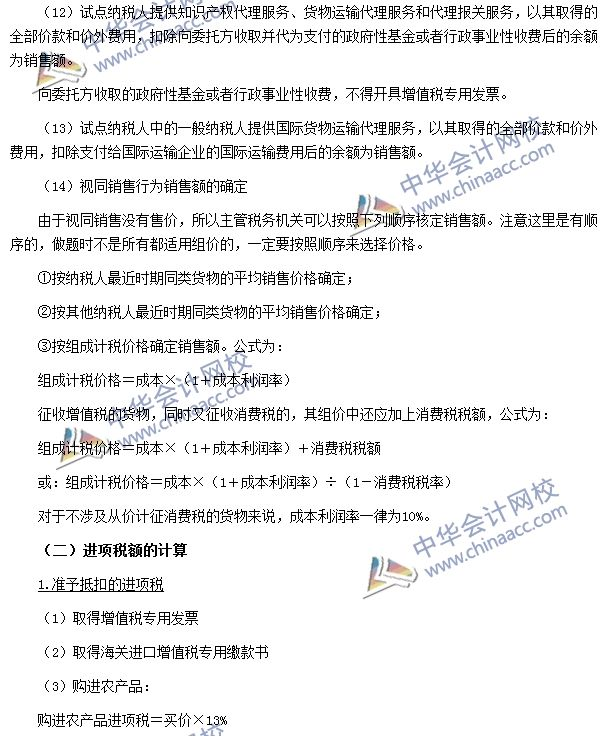 （12）试点纳税人提供知识产权代理服务、货物运输代理服务和代理报关服务，以其取得的
全部价款和价外费用，扣除向委托方收取并代为支付的政府性基金或者行政事业性收费后的余额
为销售额。
向委托方收取的政府性基金或者行政事业性收费，不得开具增值税专用发票。
（13）试点纳税人中的一般纳税人提供国际货物运输代理服务，以其取得的全部价款和价外
费用，扣除支付给国际运输企业的国际运输费用后的余额为销售额。
（14）视同销售行为销售额的确定
由于视同销售没有售价，所以主管税务机关可以按照下列顺序核定销售额。注意这里是有顺
序的，做题时不是所有都适用组价的，一定要按照顺序来选择价格。
①按纳税人最近时期同类货物的平均销售价格确定；
②按其他纳税人最近时期同类货物的平均销售价格确定；
③按组成计税价格确定销售额。公式为：
组成计税价格＝成本×（1＋成本利润率）
征收增值税的货物，同时又征收消费税的，其组价中还应加上消费税税额，公式为：
组成计税价格＝成本×（1＋成本利润率）＋消费税税额
或：组成计税价格＝成本×（1＋成本利润率）÷（1－消费税税率）
对于不涉及从价计征消费税的货物来说，成本利润率一律为10%。
（二）进项税额的计算
1.准予抵扣的进项税
（1）取得增值税专用发票
（2）取得海关进口增值税专用缴款书
（3）购进农产品：
购进农产品进项税＝买价×13%
中华会计网校
www.chinaacc.com
中华会计网校
www.chinaacc.com
中华会计网校
www.chinaacc.com
中华会计网校
www.chinaacc.com